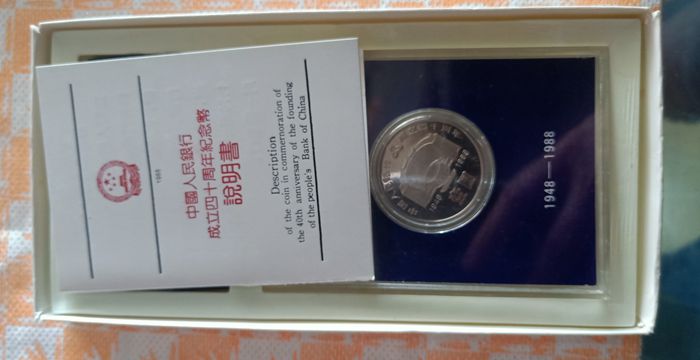 1988
中國人民銀行
成立四十周年紀念幣
說明書
Description
of the coin in commemoration of
the 40th anniversary of the founding
of the people's Bank of China
1948 1988
1948—1988